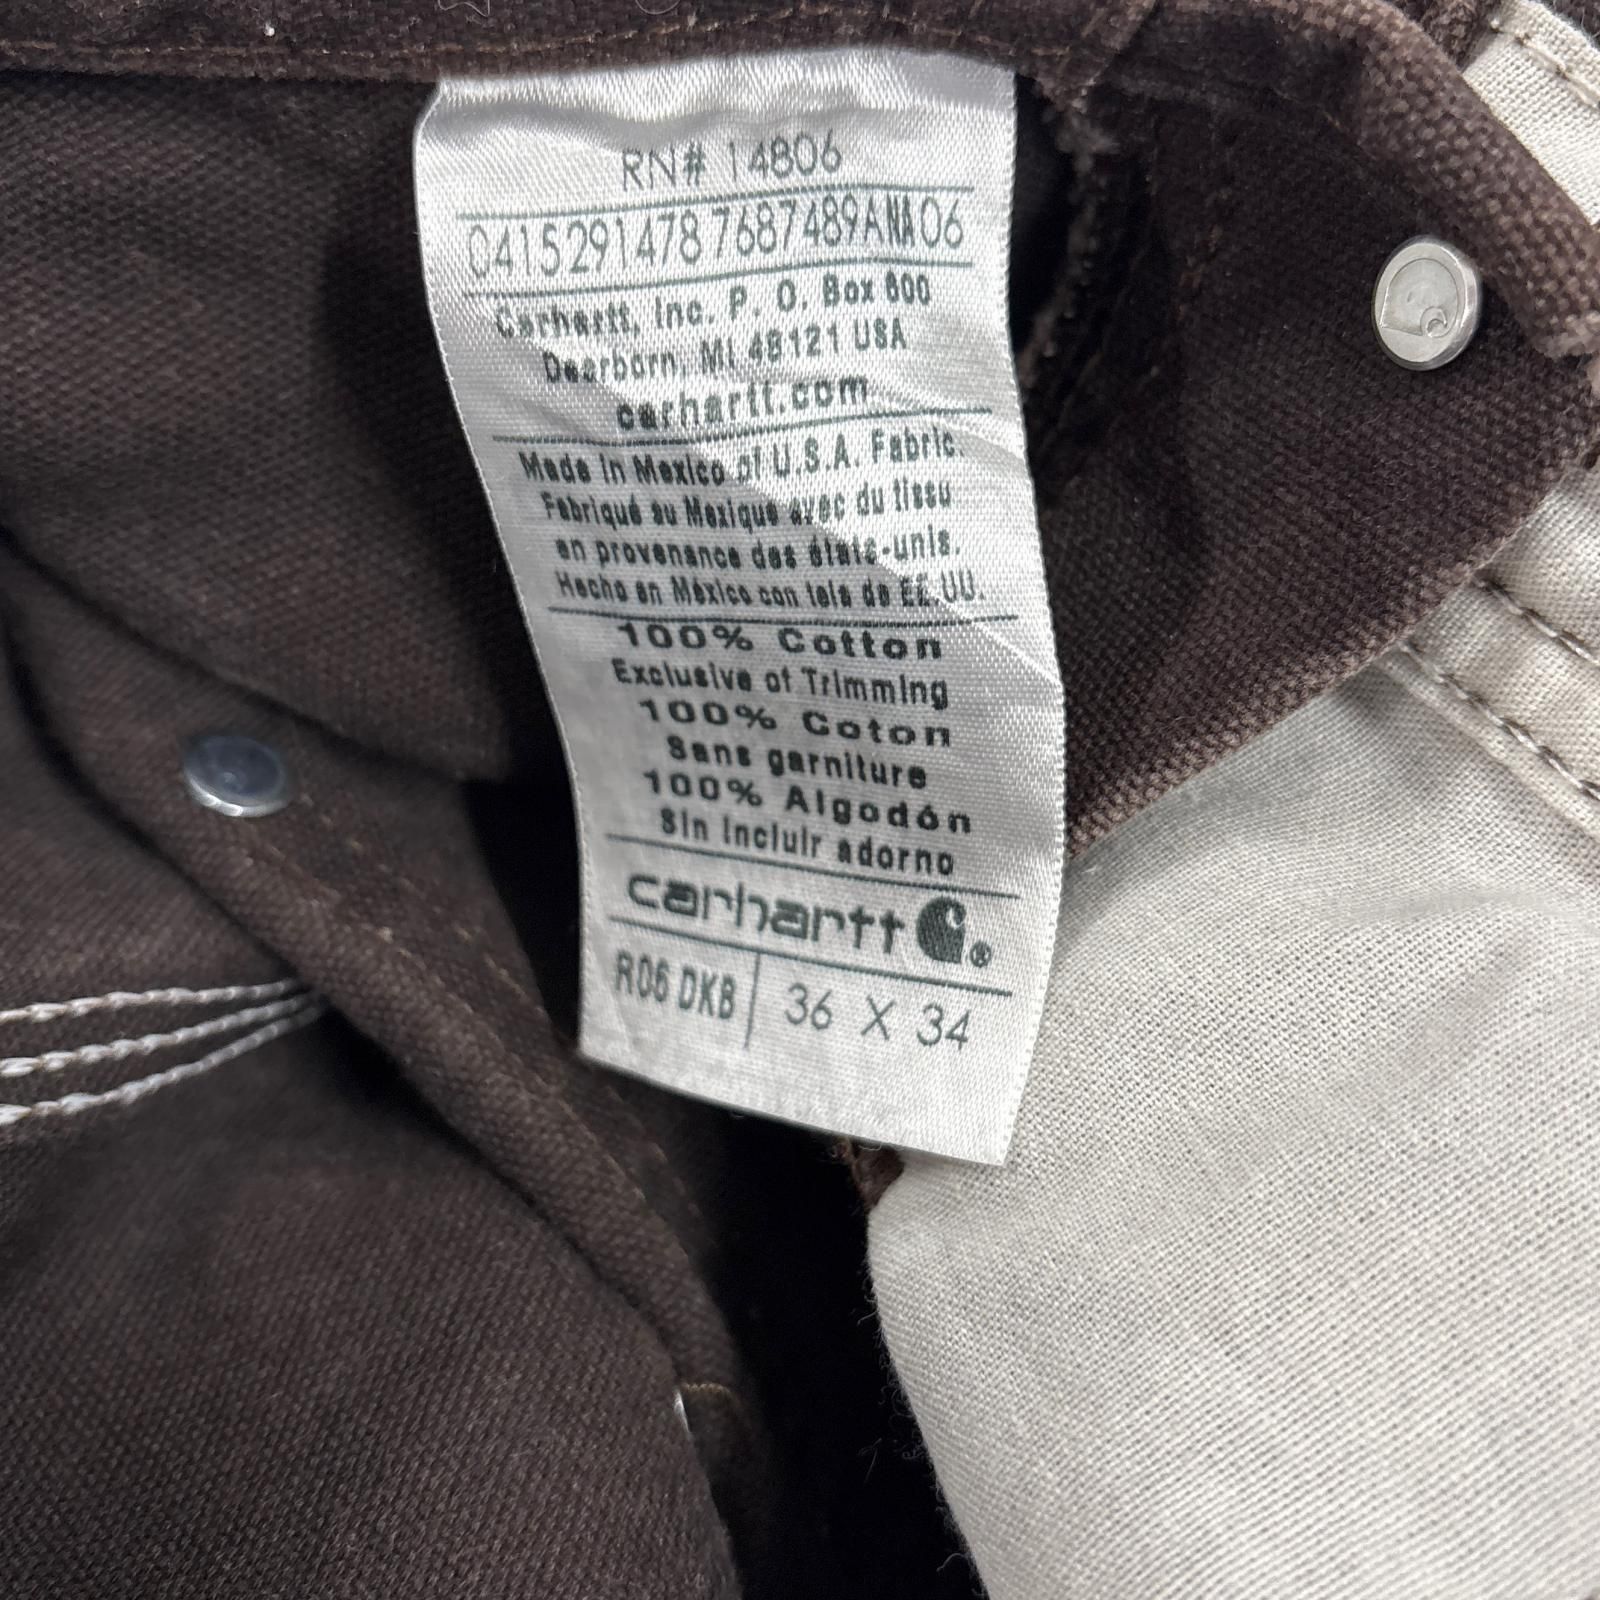 RN# 14806
0415291478 7687489ANA06
Carhartt, Inc. P. O. Box 600
Dearborn, MI 48121 USA
carhartt.com
Made in Mexico of U.S.A. Fabric.
Fabriqué au Mexique avec du tissu
en provenance des états-unis.
Hecho en México con tela de EE.UU.
100% Cotton
Exclusive of Trimming
100% Coton
Sans garniture
100% Algodón
Sin incluir adorno
carhartt ®
R06 DKB | 36 X 34